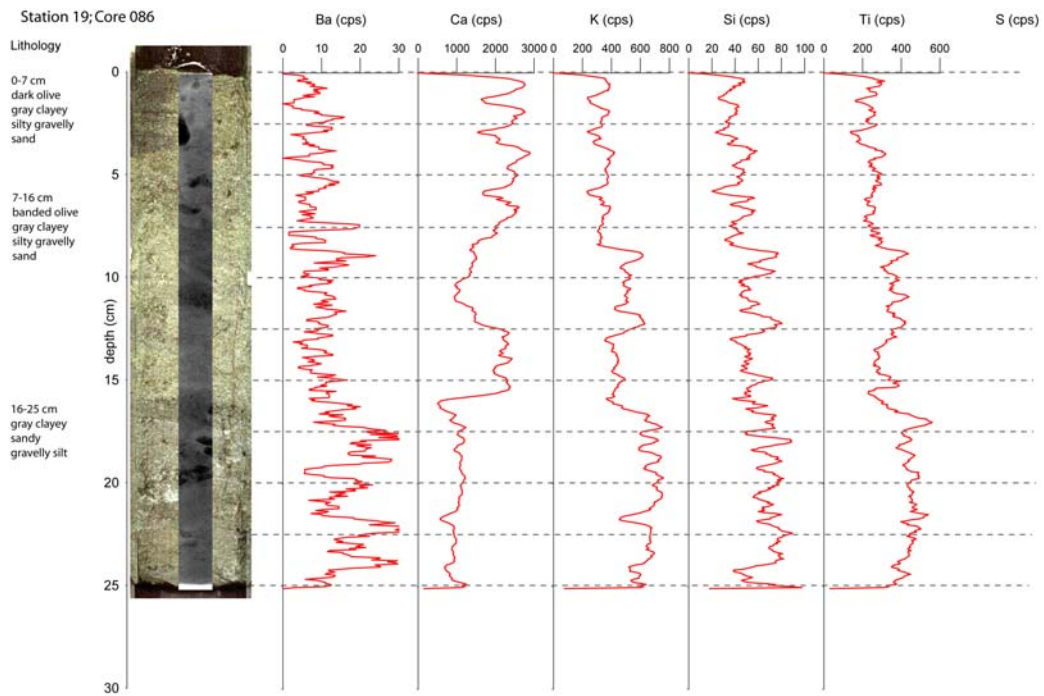 Station 19; Core 086
Ba (cps) Ca (cps) K (cps) Si (cps) Ti (cps) S (cps)
Lithology
0 10 20 30 0 1000 2000 3000 0 200 400 600 800 0 20 40 60 80 100 0 200 400 600
0
0-7 cm
dark olive
gray clayey
silty gravelly
sand
5
7-16 cm
banded olive
gray clayey
silty gravelly
sand
10
depth (cm)
15
16-25 cm
gray clayey
sandy
gravelly silt
20
25
30